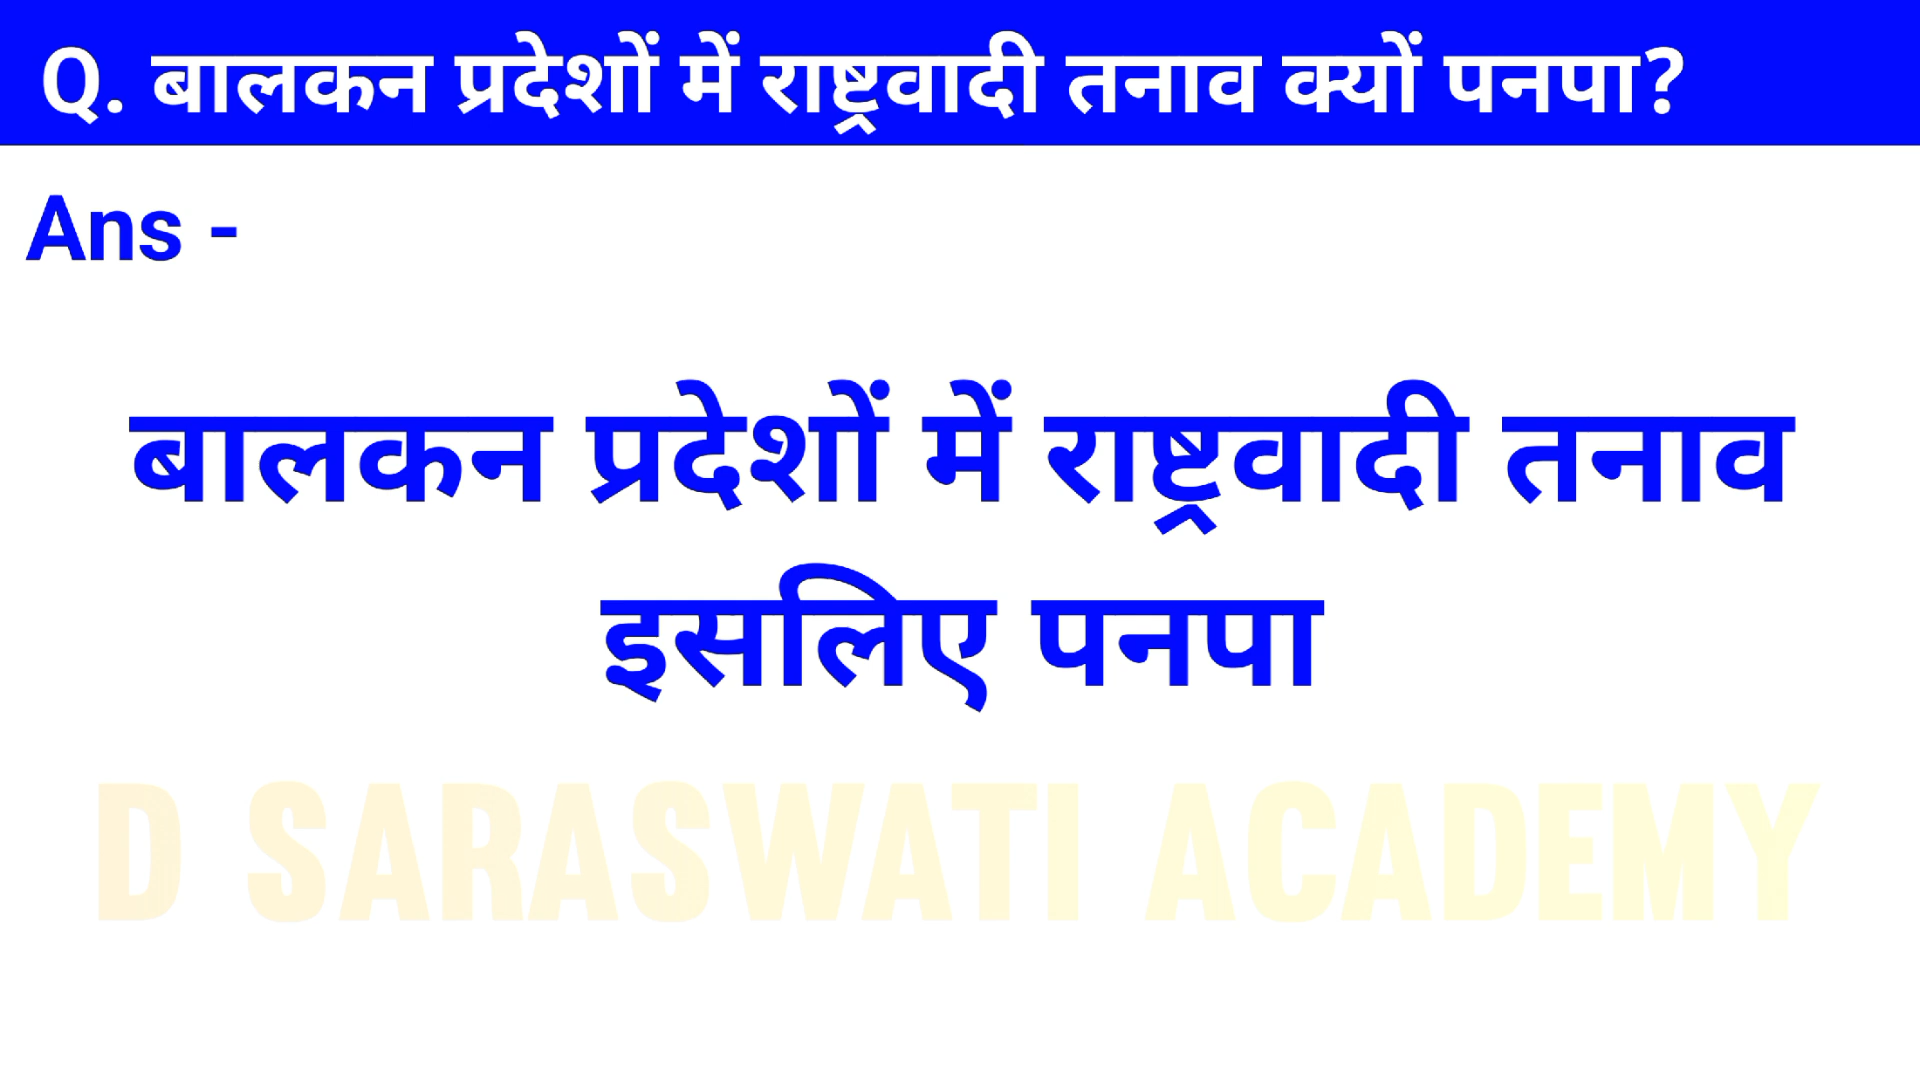 Q. बालकन प्रदेशों में राष्ट्रवादी तनाव क्यों पनपा?
Ans -
बालकन प्रदेशों में राष्ट्रवादी तनाव
इसलिए पनपा
D SARASWATI ACADEMY